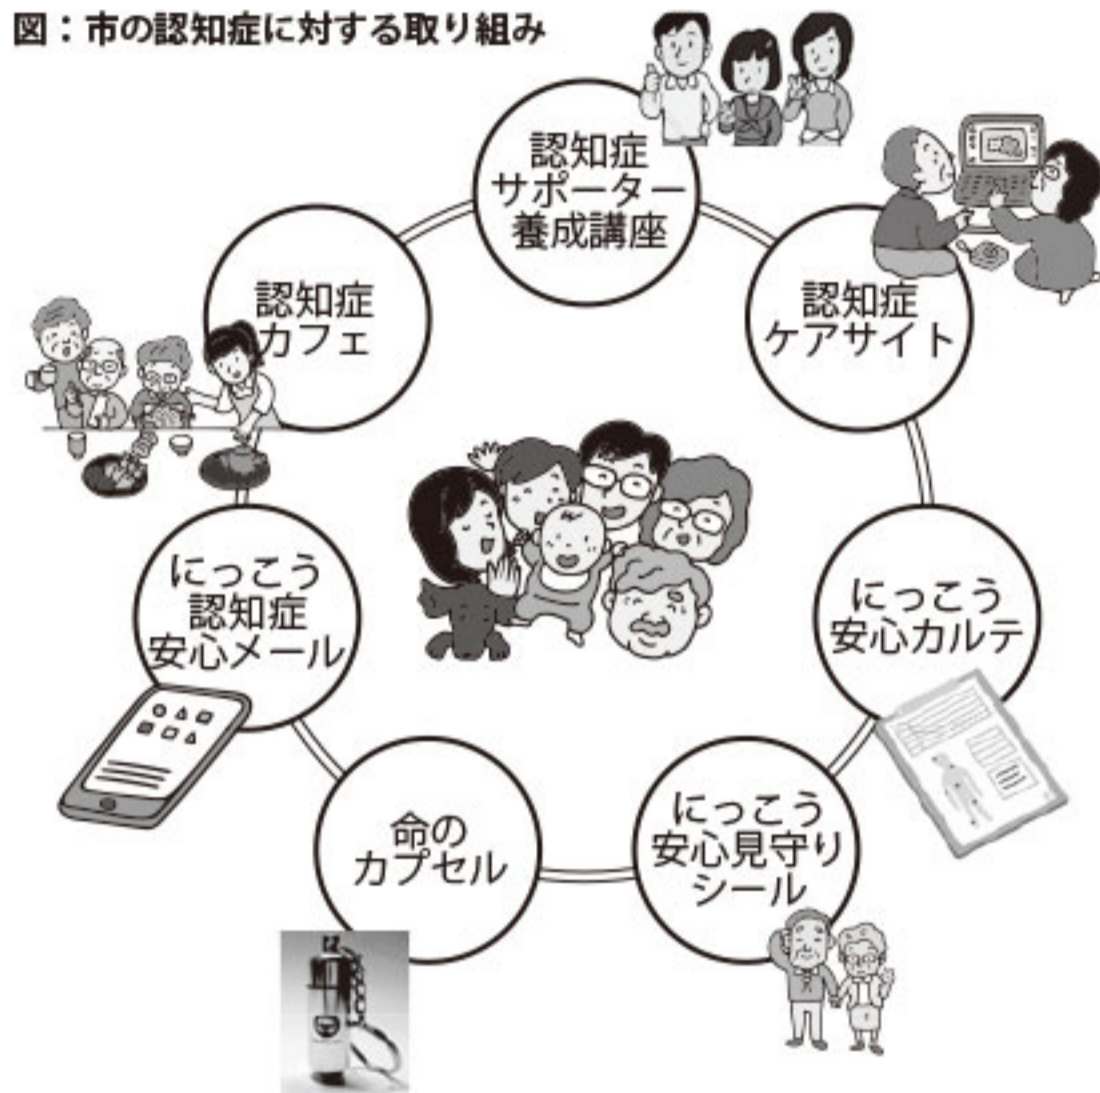 図：市の認知症に対する取り組み
認知症
サポーター
養成講座
認知症
ケアサイト
にっこう
安心カルテ
にっこう
安心見守り
シール
命の
カプセル
にっこう
認知症
安心メール
認知症
カフェ